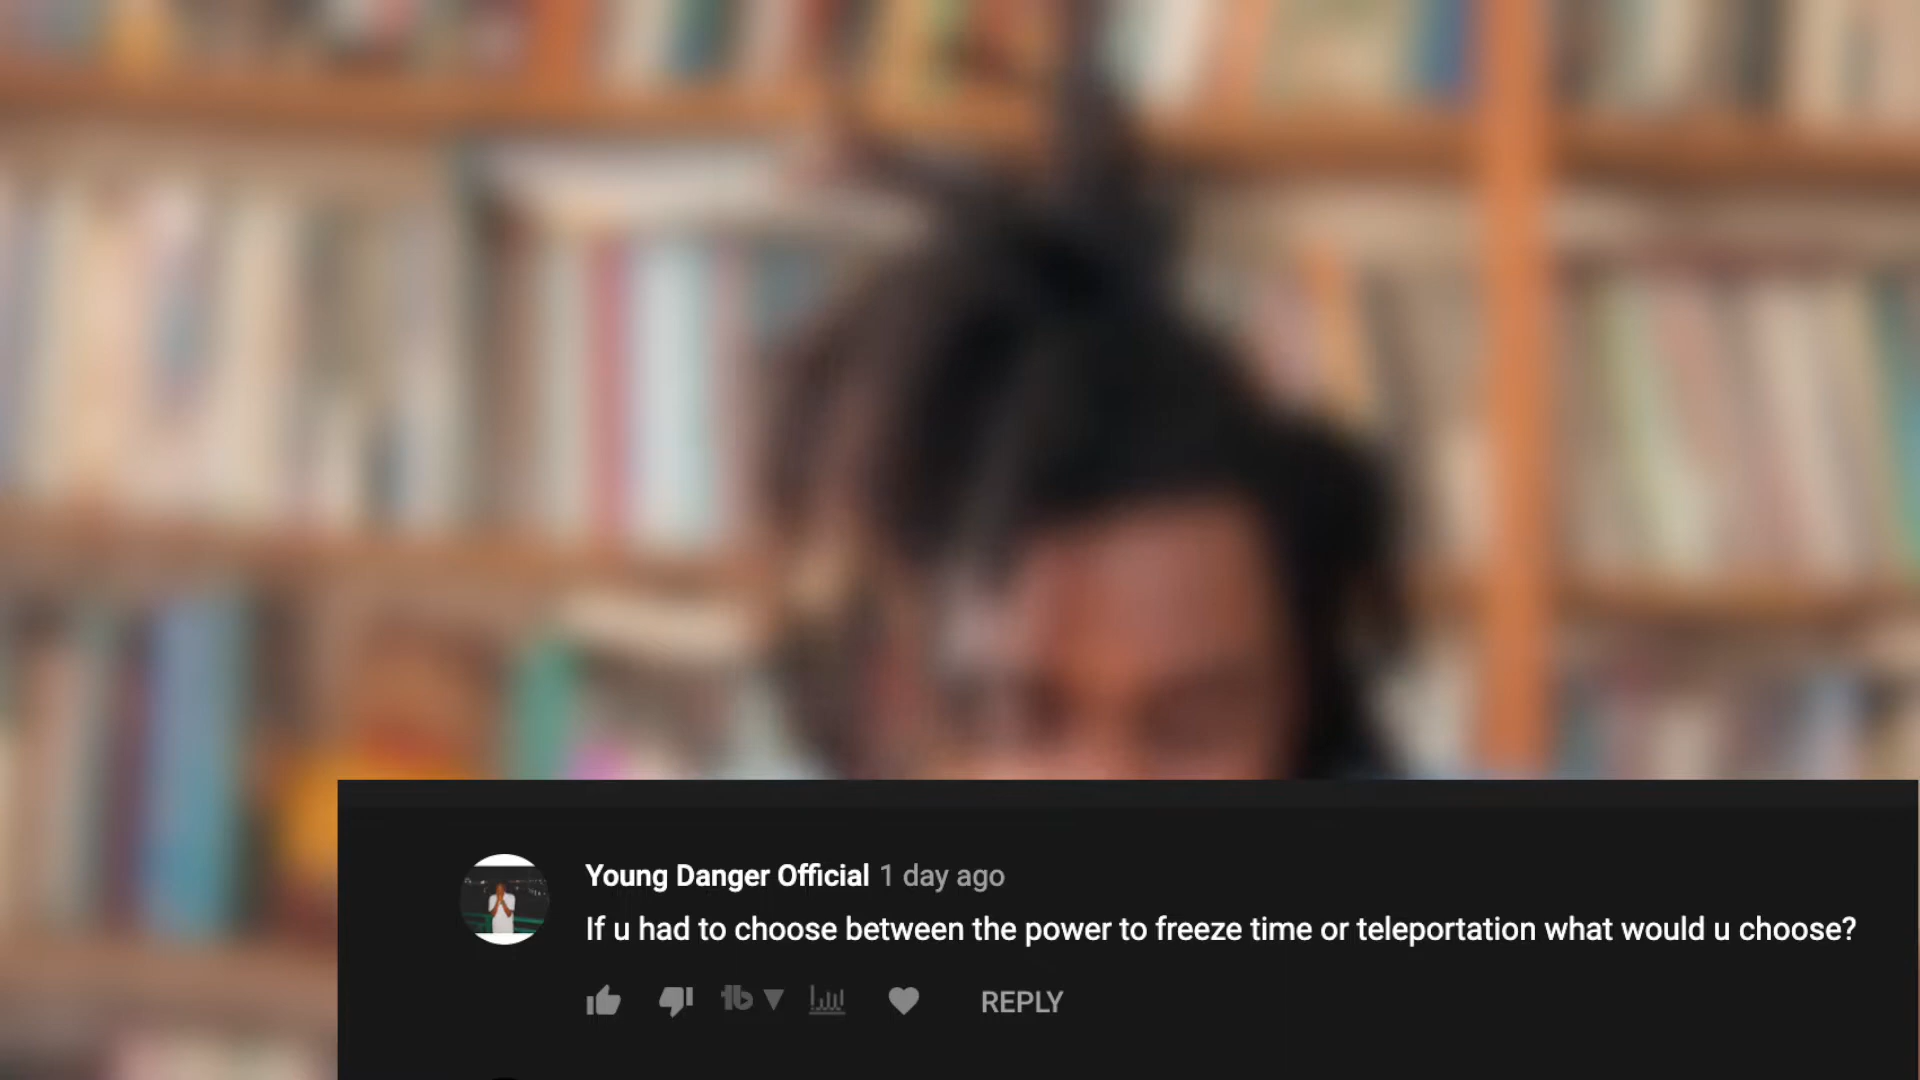 Young Danger Official 1 day ago
If u had to choose between the power to freeze time or teleportation what would u choose?
REPLY